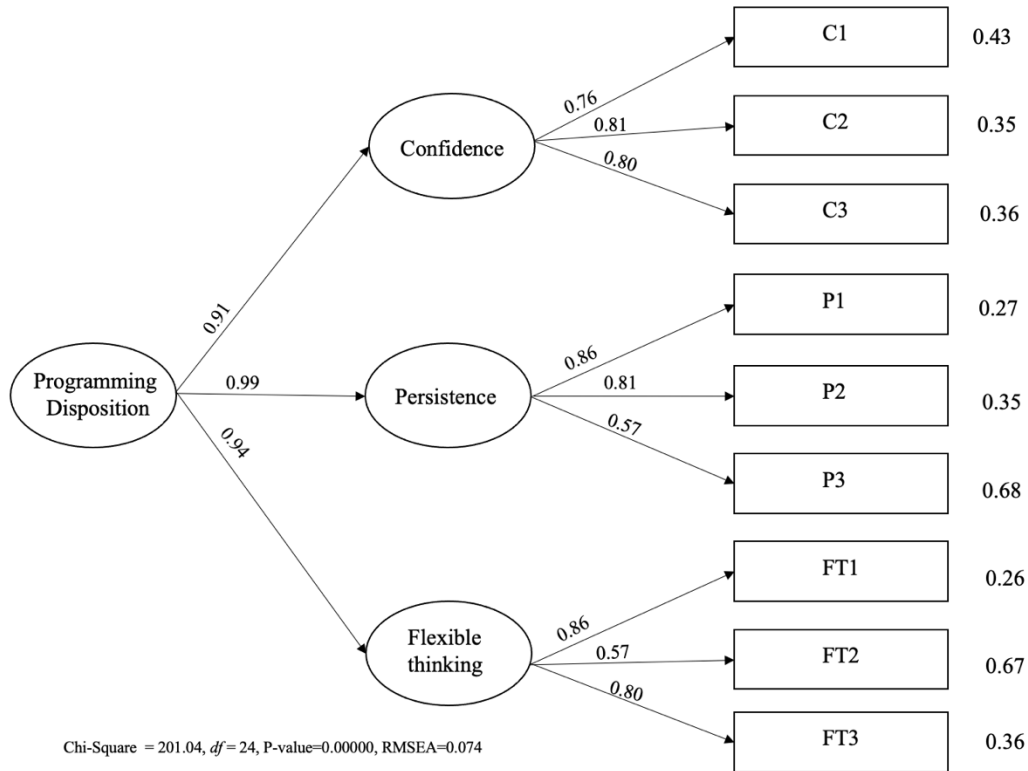 C1
0.43
0.76
C2
0.35
0.81
Confidence
0.80
C3
0.36
0.91
P1
0.27
0.86
Programming
Disposition
0.99
Persistence
0.81
P2
0.35
0.57
0.94
P3
0.68
FT1
0.26
0.86
Flexible
thinking
0.57
FT2
0.67
0.80
FT3
0.36
Chi-Square = 201.04, df = 24, P-value=0.00000, RMSEA=0.074